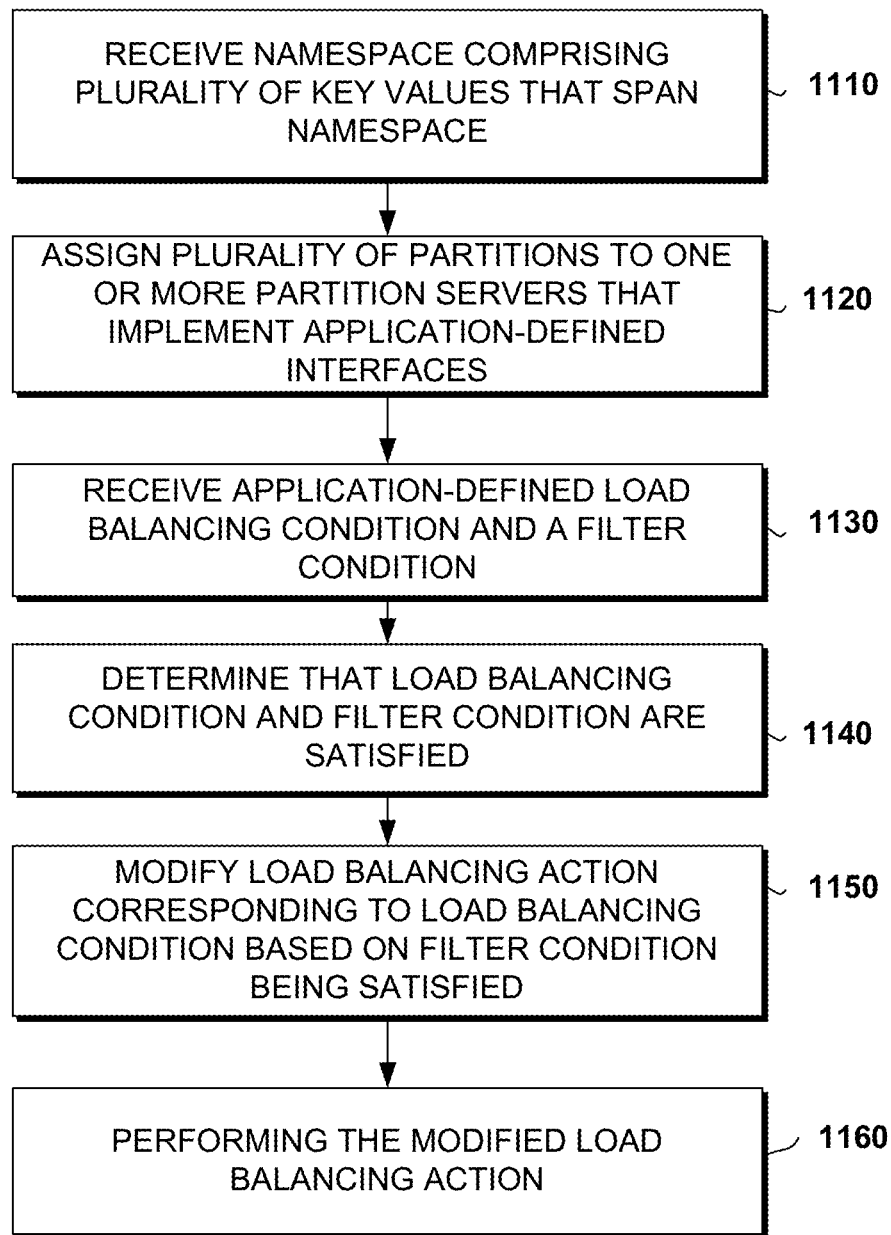 RECEIVE NAMESPACE COMPRISING
PLURALITY OF KEY VALUES THAT SPAN
NAMESPACE
1110
ASSIGN PLURALITY OF PARTITIONS TO ONE
OR MORE PARTITION SERVERS THAT
IMPLEMENT APPLICATION-DEFINED
INTERFACES
1120
RECEIVE APPLICATION-DEFINED LOAD
BALANCING CONDITION AND A FILTER
CONDITION
1130
DETERMINE THAT LOAD BALANCING
CONDITION AND FILTER CONDITION ARE
SATISFIED
1140
MODIFY LOAD BALANCING ACTION
CORRESPONDING TO LOAD BALANCING
CONDITION BASED ON FILTER CONDITION
BEING SATISFIED
1150
PERFORMING THE MODIFIED LOAD
BALANCING ACTION
1160